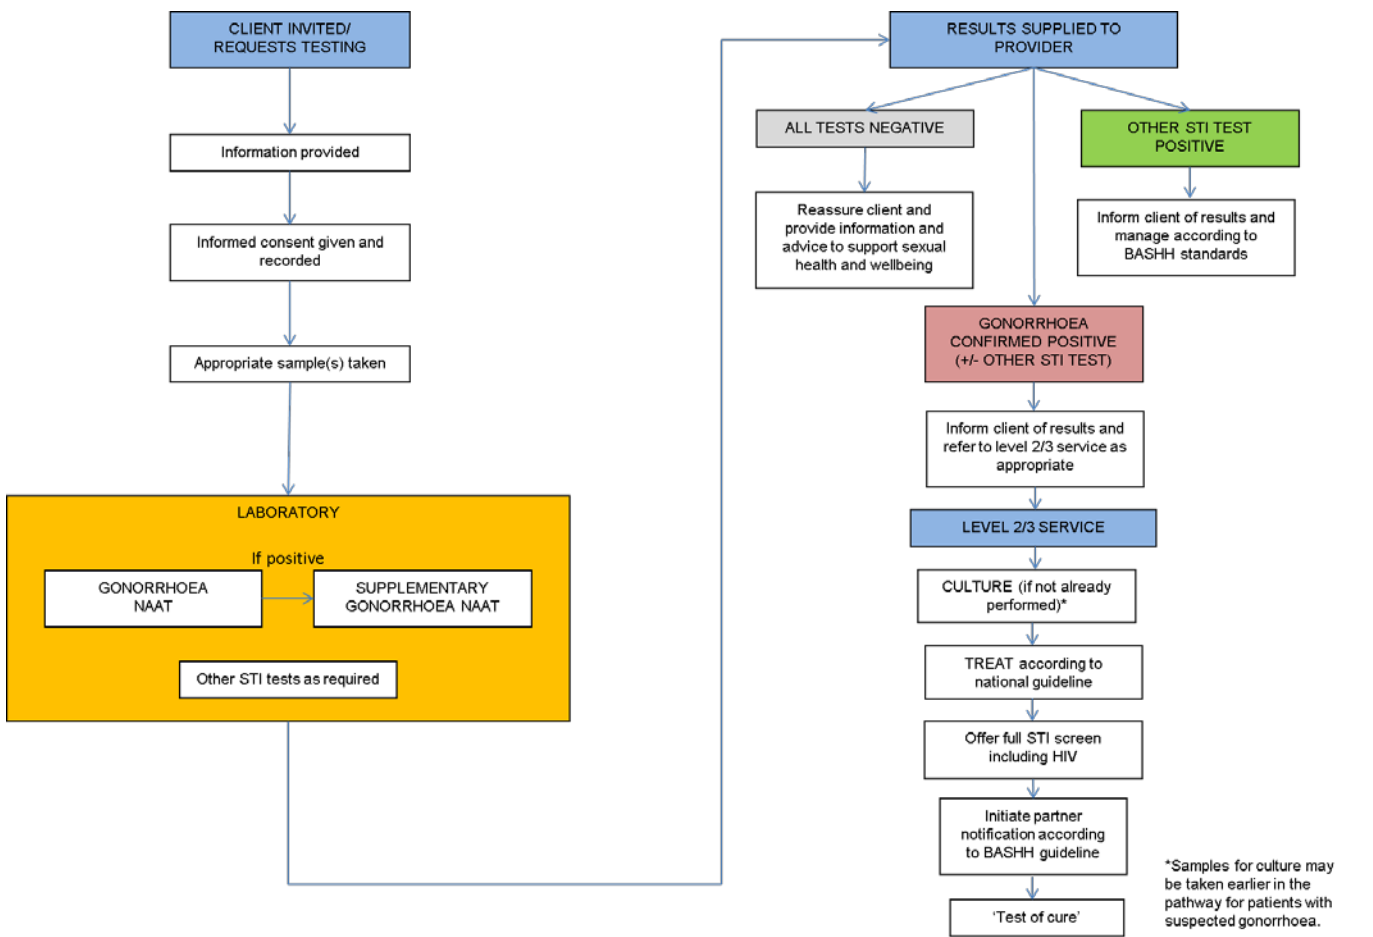 CLIENT INVITED/
REQUESTS TESTING
Information provided
Informed consent given and
recorded
Appropriate sample(s) taken
LABORATORY
If positive
GONORRHOEA
NAAT
SUPPLEMENTARY
GONORRHOEA NAAT
Other STI tests as required
RESULTS SUPPLIED TO
PROVIDER
ALL TESTS NEGATIVE
Reassure client and
provide information and
advice to support sexual
health and wellbeing
OTHER STI TEST
POSITIVE
Inform client of results and
manage according to
BASHH standards
GONORRHOEA
CONFIRMED POSITIVE
(+/- OTHER STI TEST)
Inform client of results and
refer to level 2/3 service as
appropriate
LEVEL 2/3 SERVICE
CULTURE (if not already
performed)*
TREAT according to
national guideline
Offer full STI screen
including HIV
Initiate partner
notification according
to BASHH guideline
'Test of cure'
*Samples for culture may
be taken earlier in the
pathway for patients with
suspected gonorrhoea.